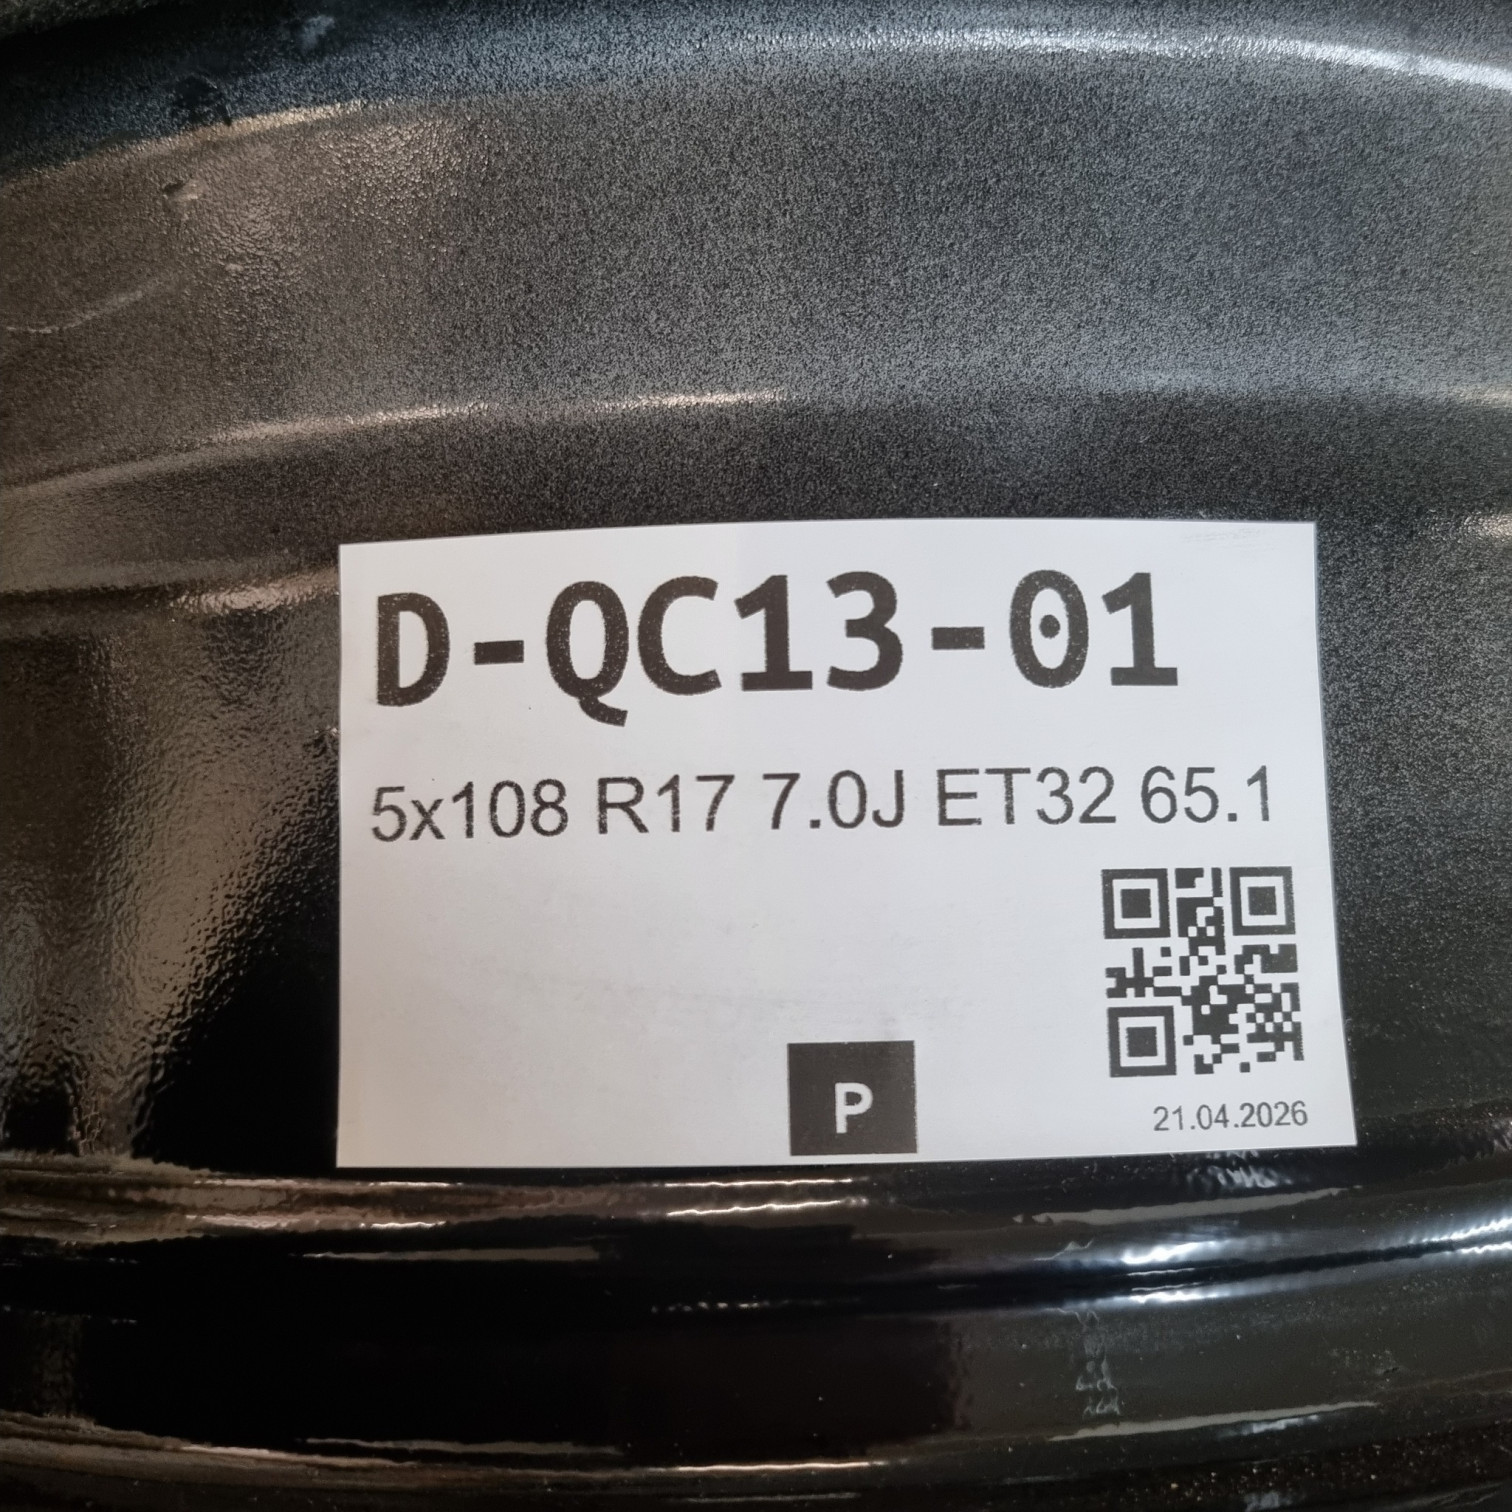 D-QC13-01
5x108 R17 7.0J ET32 65.1
P
21.04.2026